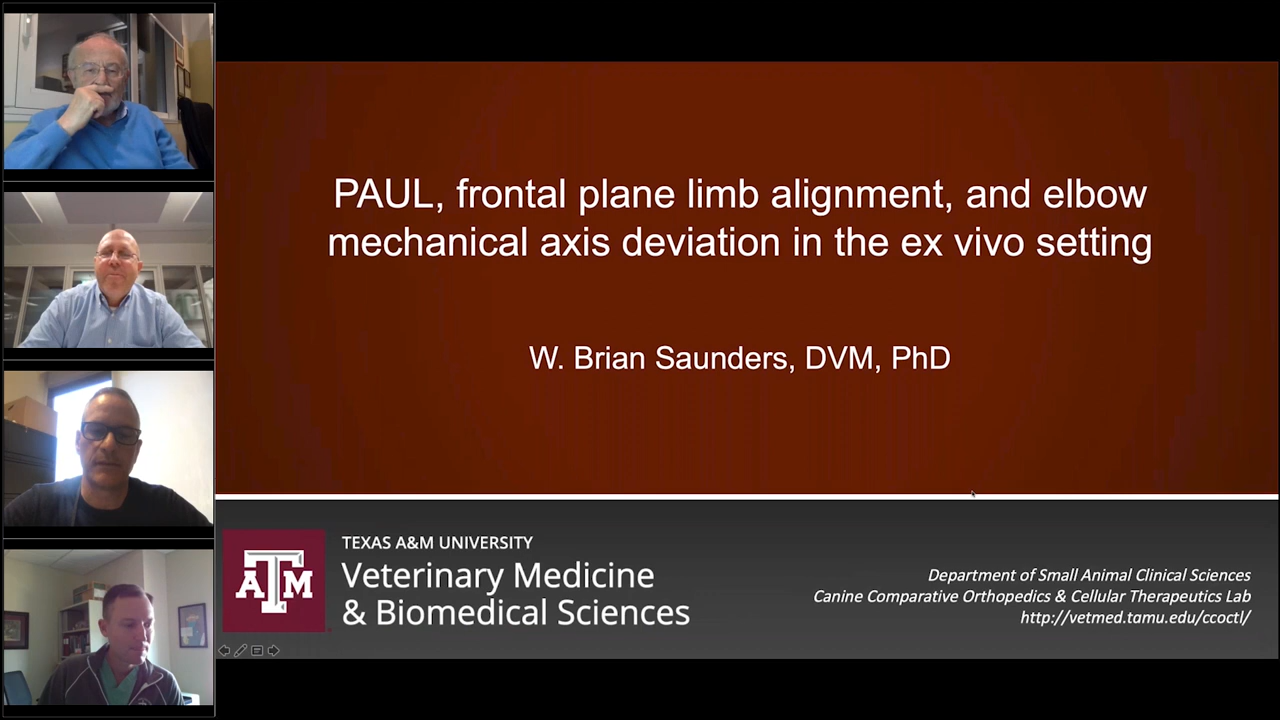 PAUL, frontal plane limb alignment, and elbow
mechanical axis deviation in the ex vivo setting
W. Brian Saunders, DVM, PhD
ATM
TEXAS A&M UNIVERSITY
Veterinary Medicine
& Biomedical Sciences
Department of Small Animal Clinical Sciences
Canine Comparative Orthopedics & Cellular Therapeutics Lab
http://vetmed.tamu.edu/ccoctl/